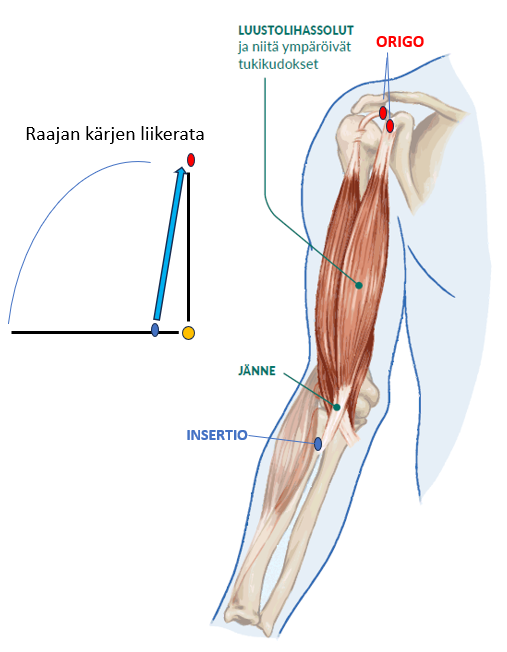 LUUSTOLIHASSOLUT
ja niitä ympäröivät
tukikudokset
ORIGO
Raajan kärjen liikerata
JÄNNE
INSERTIO